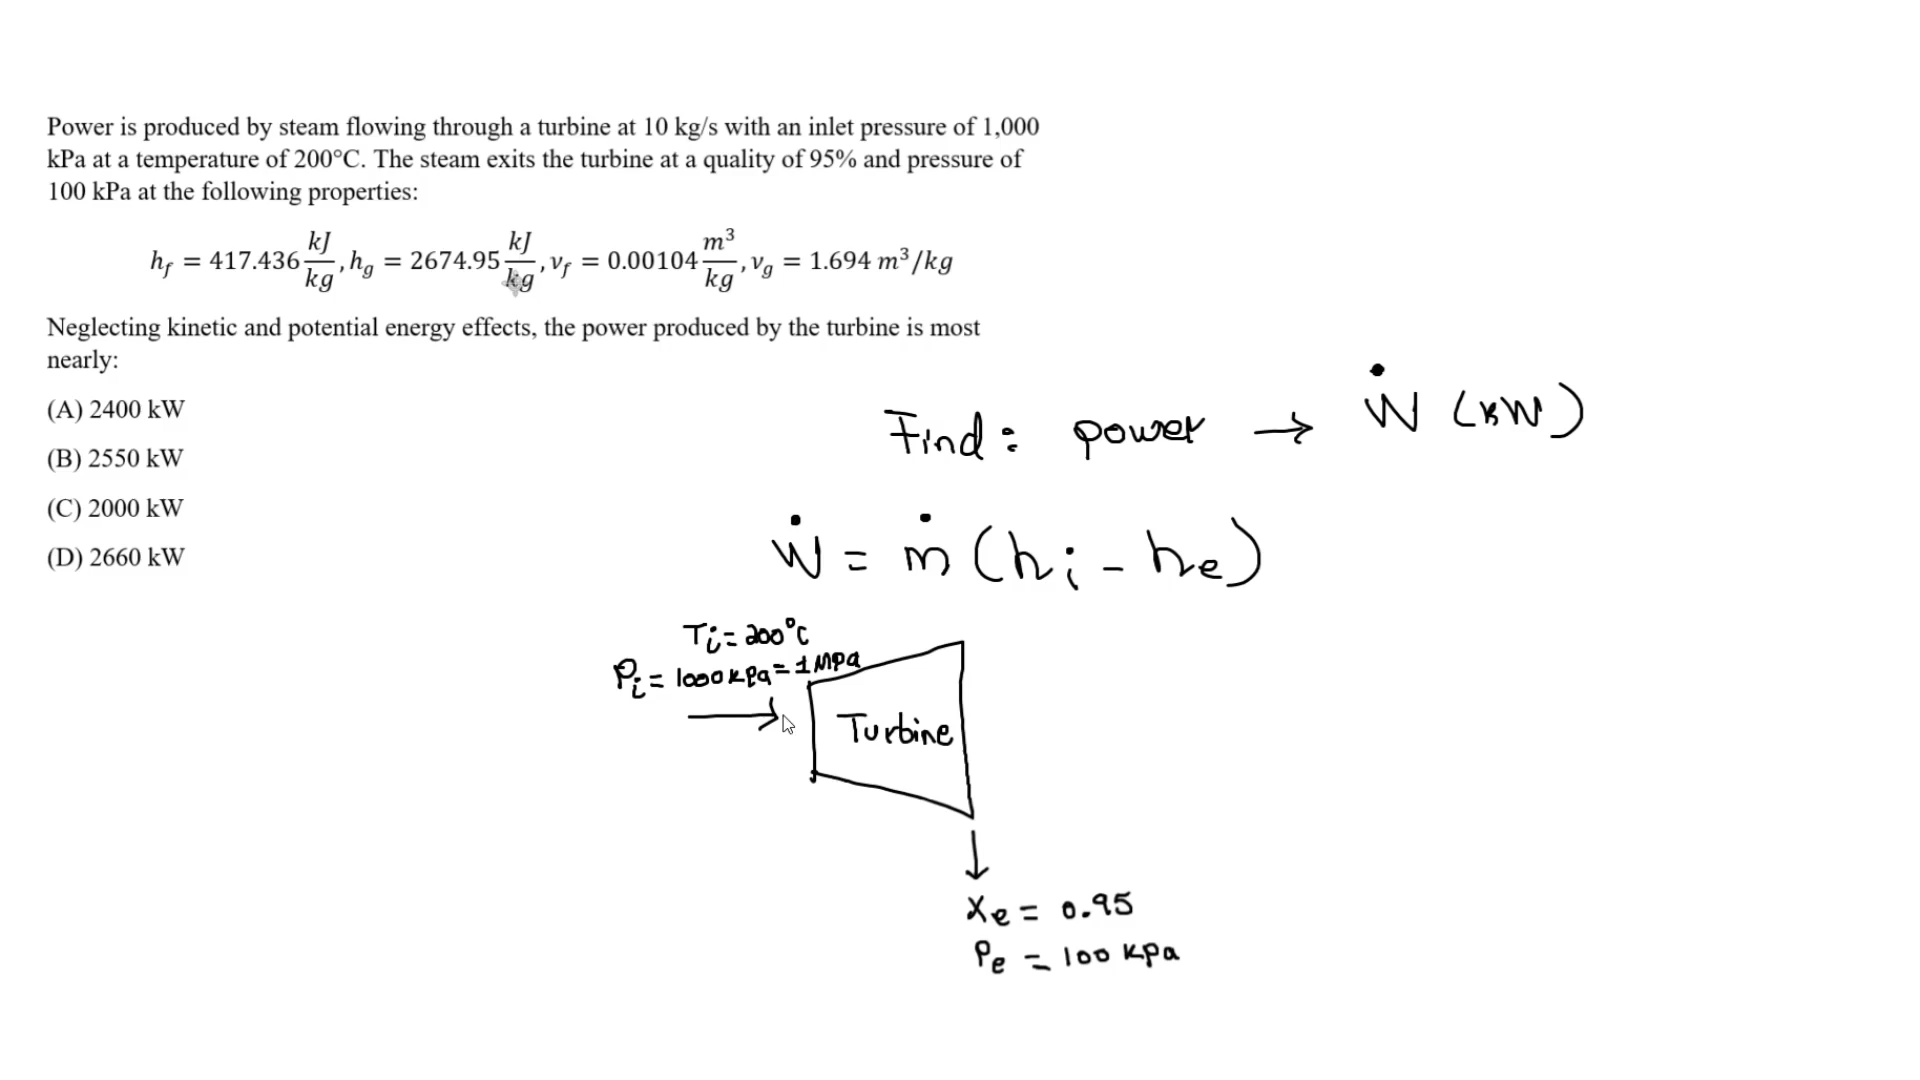 Power is produced by steam flowing through a turbine at 10 kg/s with an inlet pressure of 1,000
kPa at a temperature of 200°C. The steam exits the turbine at a quality of 95% and pressure of
100 kPa at the following properties:
h_f = 417.436 kJ/kg, h_g = 2674.95 kJ/kg, v_f = 0.00104 m³/kg, v_g = 1.694 m³/kg
Neglecting kinetic and potential energy effects, the power produced by the turbine is most
nearly:
(A) 2400 kW
(B) 2550 kW
(C) 2000 kW
(D) 2660 kW
Find: power → Ẇ (kW)
Ẇ = ṁ (hᵢ - hₑ)
Tᵢ = 200°C
Pᵢ = 1000 kPa = 1 MPa
Turbine
xₑ = 0.95
Pₑ = 100 kPa